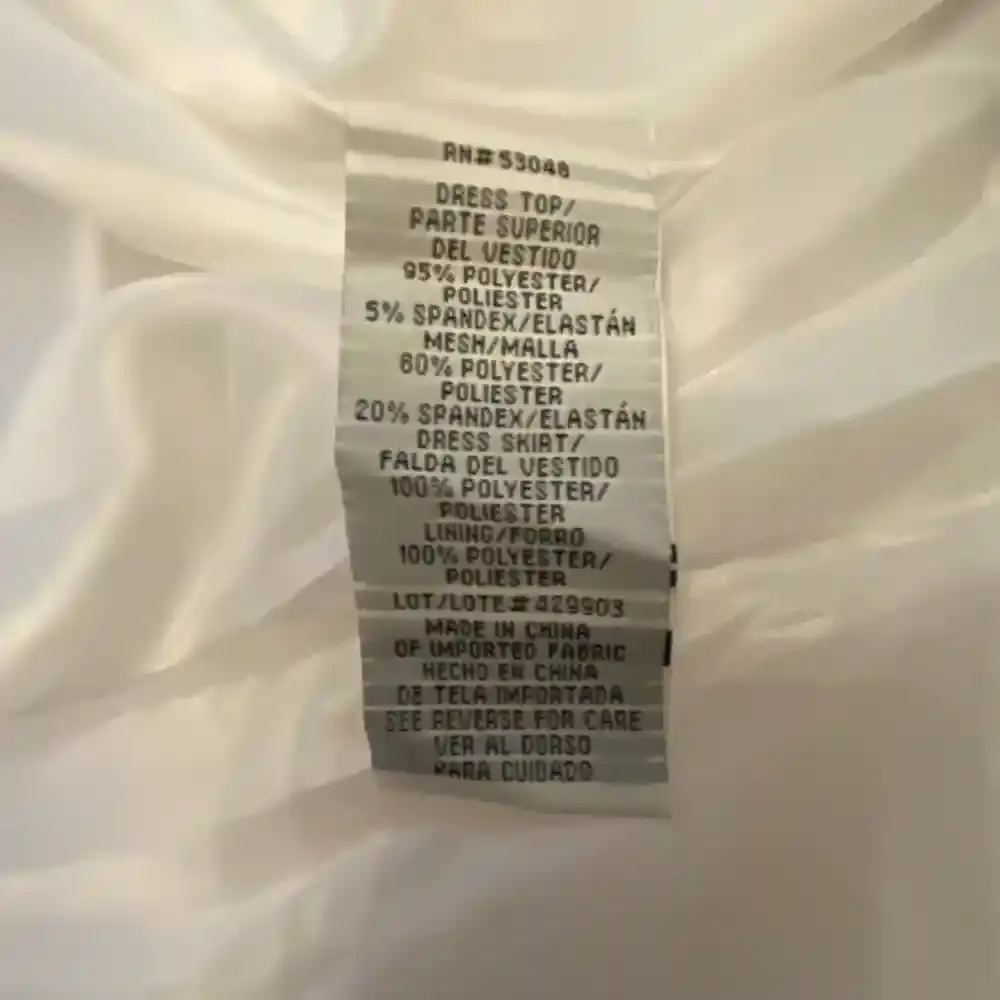 RN# 53048
DRESS TOP/
PARTE SUPERIOR
DEL VESTIDO
95% POLYESTER/
POLIESTER
5% SPANDEX/ELASTÁN
MESH/MALLA
80% POLYESTER/
POLIESTER
20% SPANDEX/ELASTÁN
DRESS SKIRT/
FALDA DEL VESTIDO
100% POLYESTER/
POLIESTER
LINING/FORRO
100% POLYESTER/
POLIESTER
LOT/LOTE# 429903
MADE IN CHINA
OF IMPORTED FABRIC
HECHO EN CHINA
DE TELA IMPORTADA
SEE REVERSE FOR CARE
VER AL DORSO
PARA CUIDADO